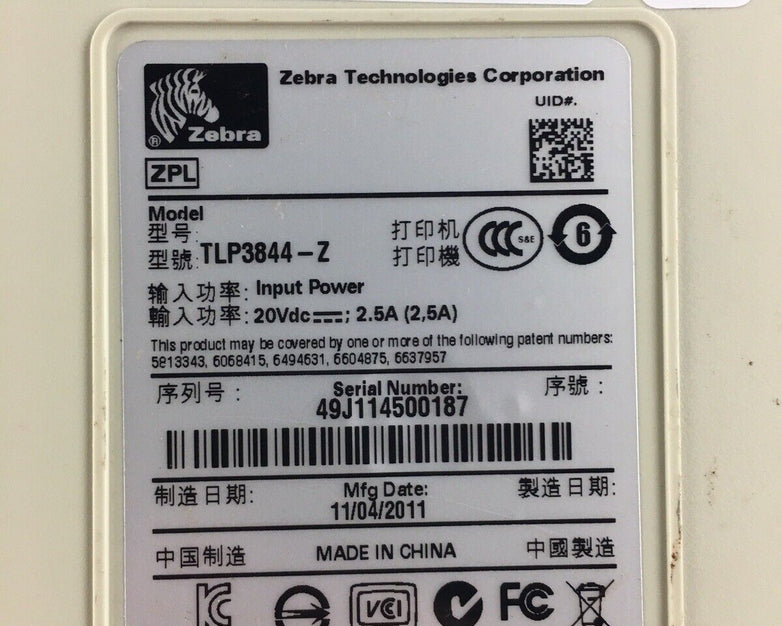 Zebra Technologies Corporation
UID#.
® Zebra
ZPL
Model
型号: 打印机
型號: TLP3844-Z 打印機
S&E
6
输入功率: Input Power
輸入功率: 20Vdc⎓; 2.5A (2,5A)
This product may be covered by one or more of the following patent numbers:
5813343, 6068415, 6494631, 6604875, 6637957
序列号: Serial Number: 序號:
49J114500187
制造日期: Mfg Date: 製造日期:
11/04/2011
中国制造 MADE IN CHINA 中國製造
VCI FC